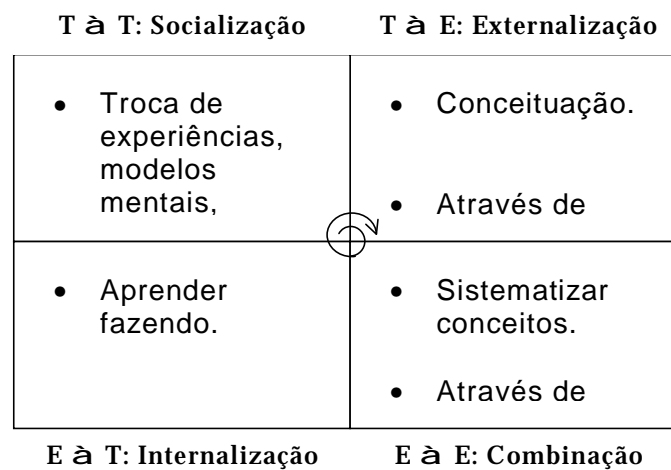 T à T: Socialização
T à E: Externalização
• Troca de
experiências,
modelos
mentais,
• Conceituação.
• Através de
• Aprender
fazendo.
• Sistematizar
conceitos.
• Através de
E à T: Internalização
E à E: Combinação